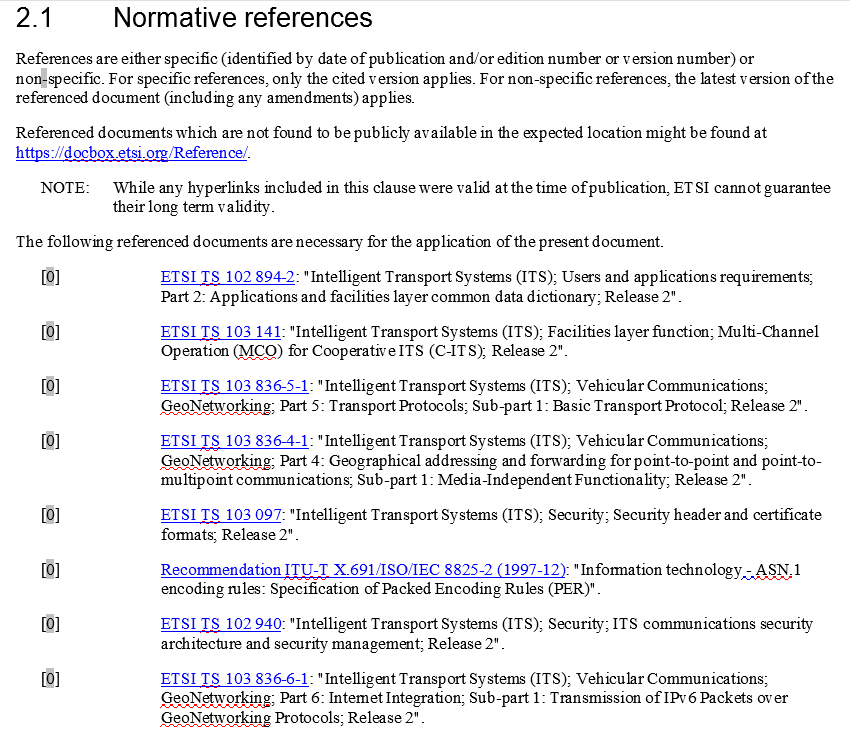 2.1 Normative references
References are either specific (identified by date of publication and/or edition number or version number) or
non-specific. For specific references, only the cited version applies. For non-specific references, the latest version of the
referenced document (including any amendments) applies.
Referenced documents which are not found to be publicly available in the expected location might be found at
https://docbox.etsi.org/Reference/.
NOTE: While any hyperlinks included in this clause were valid at the time of publication, ETSI cannot guarantee
their long term validity.
The following referenced documents are necessary for the application of the present document.
[0] ETSI TS 102 894-2: "Intelligent Transport Systems (ITS); Users and applications requirements;
Part 2: Applications and facilities layer common data dictionary; Release 2".
[0] ETSI TS 103 141: "Intelligent Transport Systems (ITS); Facilities layer function; Multi-Channel
Operation (MCO) for Cooperative ITS (C-ITS); Release 2".
[0] ETSI TS 103 836-5-1: "Intelligent Transport Systems (ITS); Vehicular Communications;
GeoNetworking; Part 5: Transport Protocols; Sub-part 1: Basic Transport Protocol; Release 2".
[0] ETSI TS 103 836-4-1: "Intelligent Transport Systems (ITS); Vehicular Communications;
GeoNetworking; Part 4: Geographical addressing and forwarding for point-to-point and point-to-
multipoint communications; Sub-part 1: Media-Independent Functionality; Release 2".
[0] ETSI TS 103 097: "Intelligent Transport Systems (ITS); Security; Security header and certificate
formats; Release 2".
[0] Recommendation ITU-T X.691/ISO/IEC 8825-2 (1997-12): "Information technology - ASN.1
encoding rules: Specification of Packed Encoding Rules (PER)".
[0] ETSI TS 102 940: "Intelligent Transport Systems (ITS); Security; ITS communications security
architecture and security management; Release 2".
[0] ETSI TS 103 836-6-1: "Intelligent Transport Systems (ITS); Vehicular Communications;
GeoNetworking; Part 6: Internet Integration; Sub-part 1: Transmission of IPv6 Packets over
GeoNetworking Protocols; Release 2".